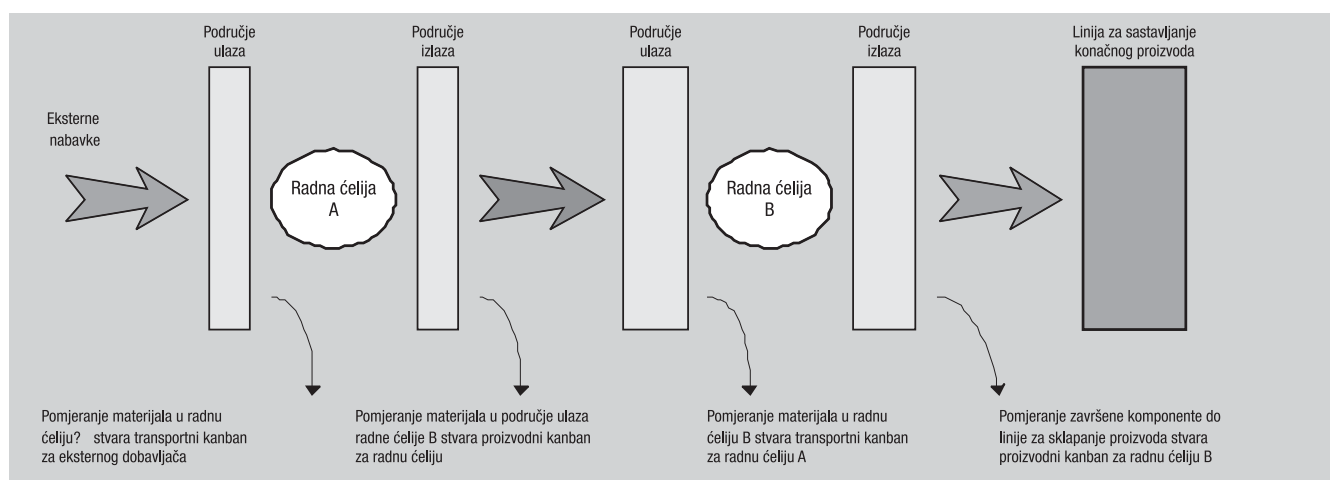 Područje
ulaza
Područje
izlaza
Područje
ulaza
Područje
izlaza
Linija za sastavljanje
konačnog proizvoda
Eksterne
nabavke
Radna ćelija
A
Radna ćelija
B
Pomjeranje materijala u radnu
ćeliju? stvara transportni kanban
za eksternog dobavljača
Pomjeranje materijala u područje ulaza
radne ćelije B stvara proizvodni kanban
za radnu ćeliju
Pomjeranje materijala u radnu
ćeliju B stvara transportni kanban
za radnu ćeliju A
Pomjeranje završene komponente do
linije za sklapanje proizvoda stvara
proizvodni kanban za radnu ćeliju B